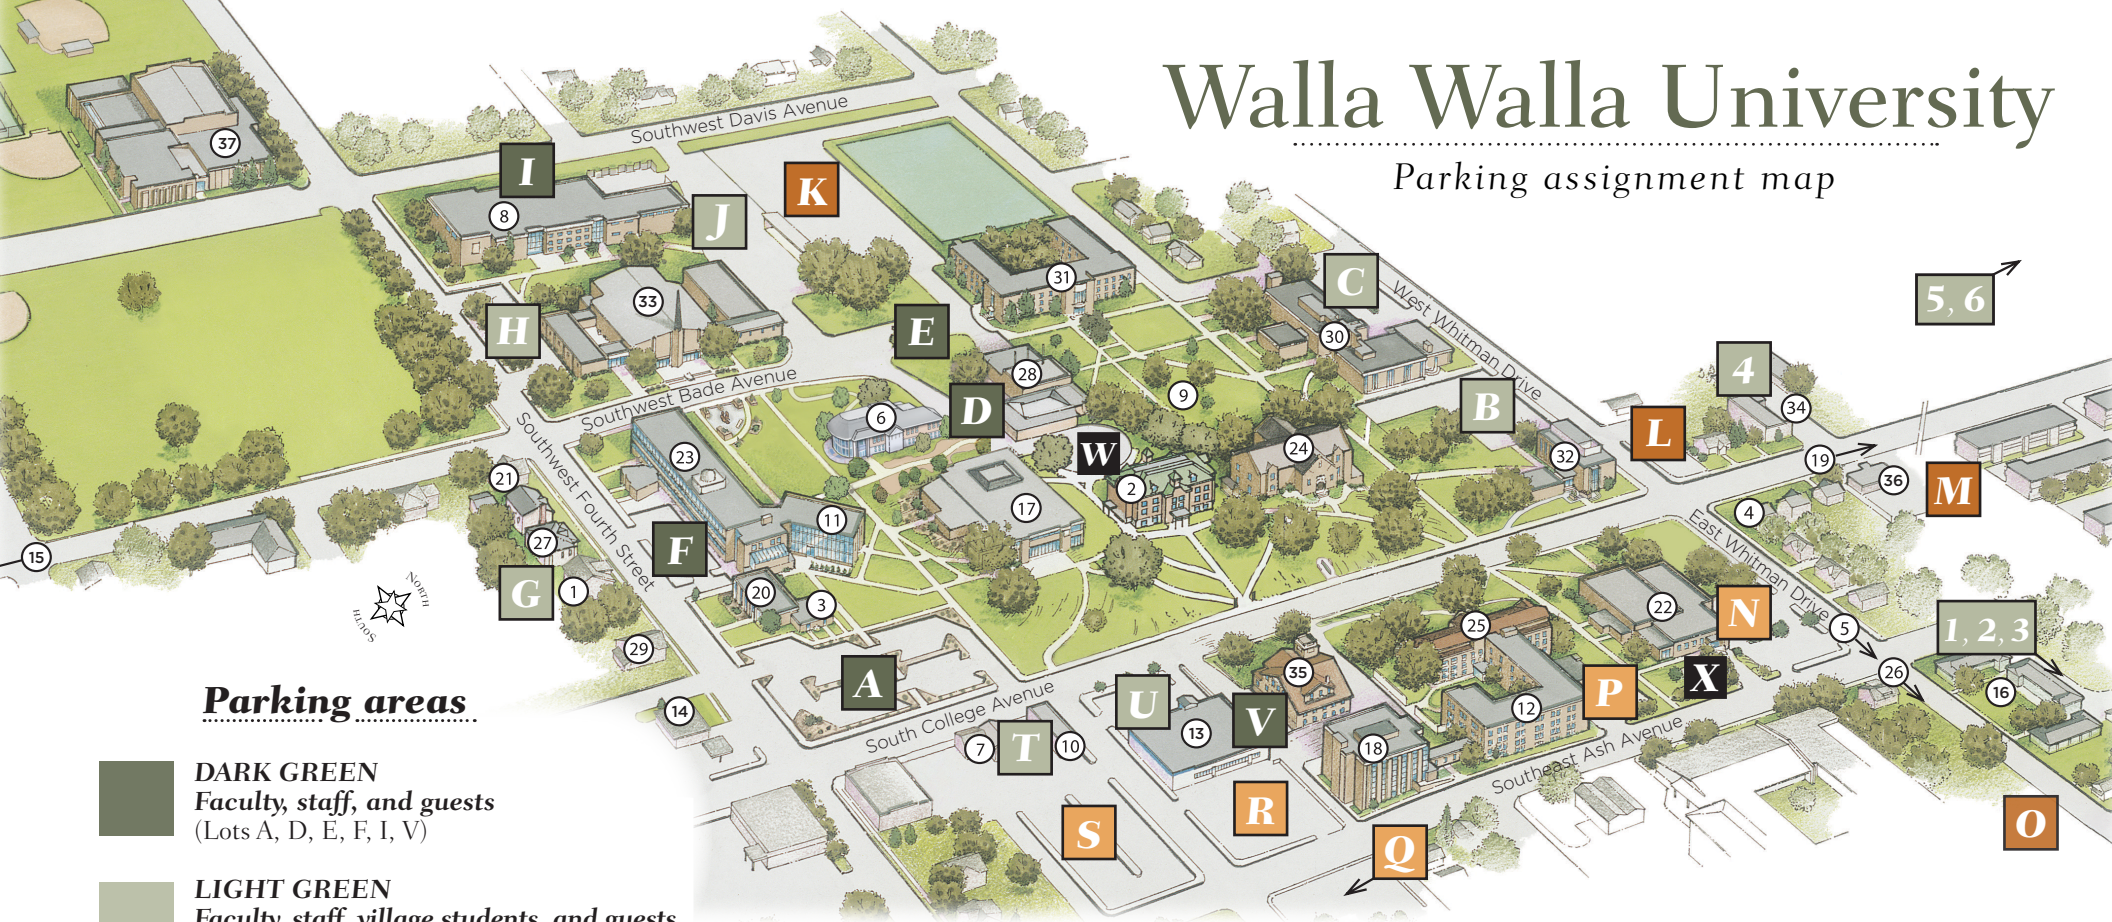 Walla Walla University
Parking assignment map
Southwest Davis Avenue
37
I
8
J
K
31
C
West Whitman Drive
5, 6
H
33
E
30
4
28
34
Southwest Bade Avenue
D
9
B
L
6
19
36
M
Southwest Fourth Street
23
W
24
32
21
2
17
4
East Whitman Drive
11
27
F
15
G
1
20
3
22
N
NORTH
SOUTH
25
5
1, 2, 3
29
35
X
26
16
A
P
Parking areas
14
South College Avenue
U
V
12
13
7
T
10
18
Southeast Ash Avenue
DARK GREEN
Faculty, staff, and guests
(Lots A, D, E, F, I, V)
S
R
Q
O
LIGHT GREEN
Faculty, staff, village students, and guests